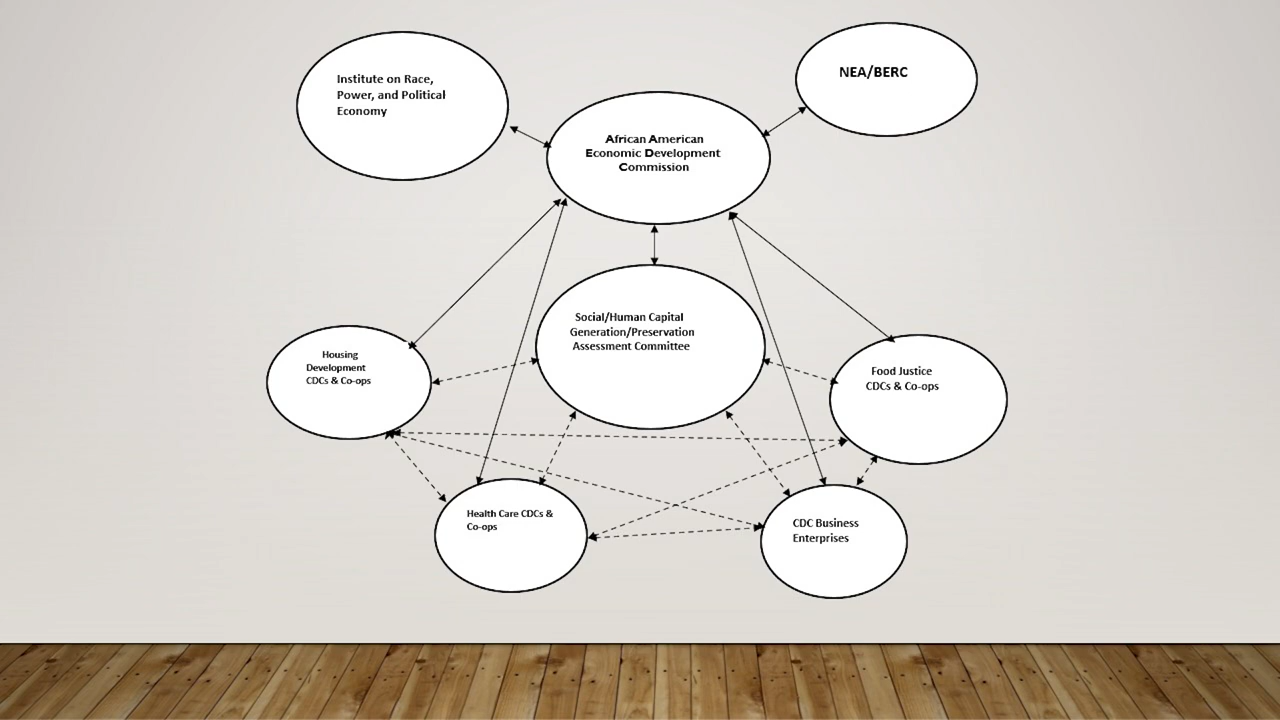 Institute on Race,
Power, and Political
Economy
NEA/BERC
African American
Economic Development
Commission
Social/Human Capital
Generation/Preservation
Assessment Committee
Housing
Development
CDCs & Co-ops
Food Justice
CDCs & Co-ops
Health Care CDCs &
Co-ops
CDC Business
Enterprises